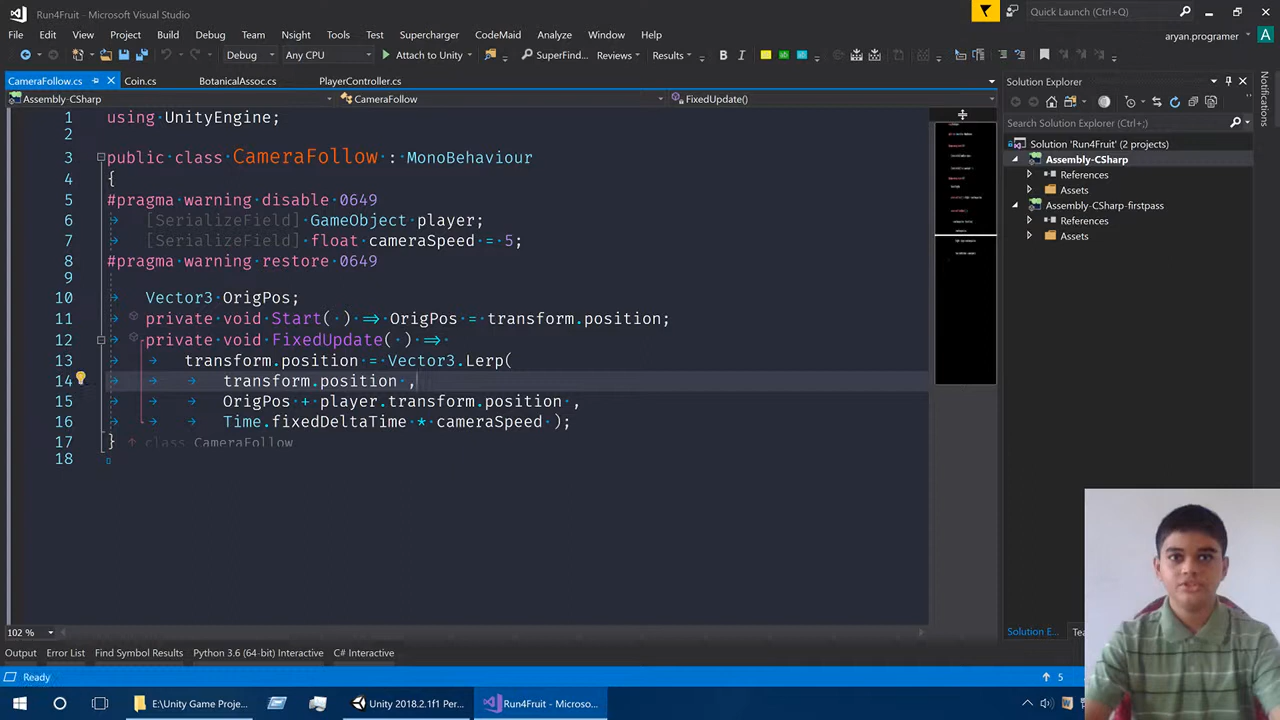 Run4Fruit - Microsoft Visual Studio
Quick Launch (Ctrl+Q)
File Edit View Project Build Debug Team Nsight Tools Test Supercharger CodeMaid Analyze Window Help
aryan.programer A
Debug Any CPU Attach to Unity SuperFind... Reviews Results B I
CameraFollow.cs Coin.cs BotanicalAssoc.cs PlayerController.cs
Solution Explorer
Assembly-CSharp CameraFollow FixedUpdate()
Search Solution Explorer (Ctrl+;)
Solution 'Run4Fruit' (2 projects)
Assembly-CSharp
References
Assets
Assembly-CSharp-firstpass
References
Assets
Notifications
1 using UnityEngine;
2
3 public class CameraFollow : MonoBehaviour
4 {
5 #pragma warning disable 0649
6 [SerializeField] GameObject player;
7 [SerializeField] float cameraSpeed = 5;
8 #pragma warning restore 0649
9
10 Vector3 OrigPos;
11 private void Start( ) => OrigPos = transform.position;
12 private void FixedUpdate( ) =>
13 transform.position = Vector3.Lerp(
14 transform.position ,
15 OrigPos + player.transform.position ,
16 Time.fixedDeltaTime * cameraSpeed );
17 } ↑ class CameraFollow
18
102 %
Solution E... Tea
Output Error List Find Symbol Results Python 3.6 (64-bit) Interactive C# Interactive
Ready ↑ 5
E:\Unity Game Proje... Unity 2018.2.1f1 Per... Run4Fruit - Microso...